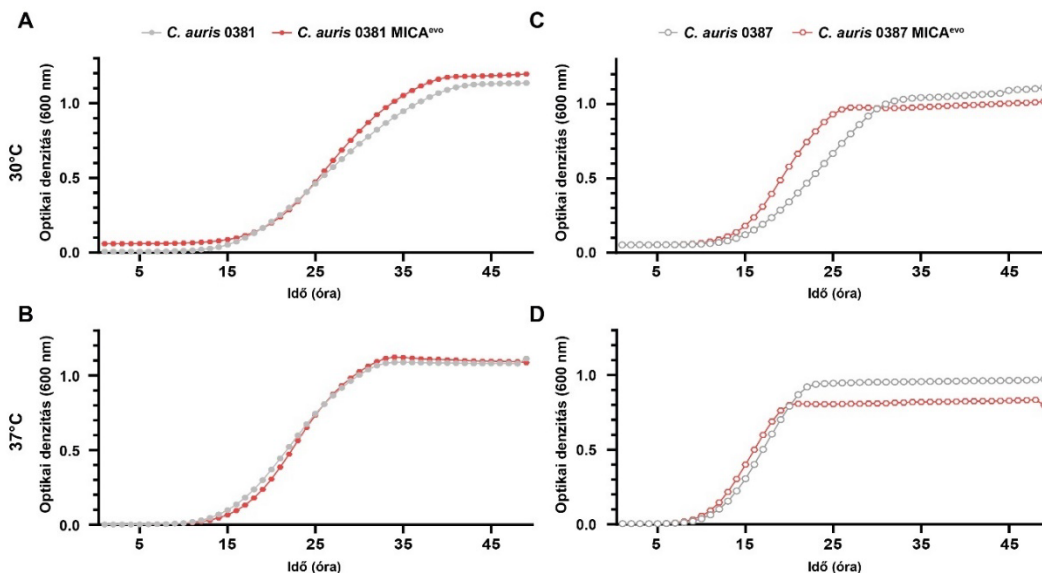 A
C. auris 0381 C. auris 0381 MICAevo
30°C
Optikai denzitás (600 nm)
1.0
0.5
0.0
5 15 25 35 45
Idő (óra)
C
C. auris 0387 C. auris 0387 MICAevo
Optikai denzitás (600 nm)
1.0
0.5
0.0
5 15 25 35 45
Idő (óra)
B
37°C
Optikai denzitás (600 nm)
1.0
0.5
0.0
5 15 25 35 45
Idő (óra)
D
Optikai denzitás (600 nm)
1.0
0.5
0.0
5 15 25 35 45
Idő (óra)